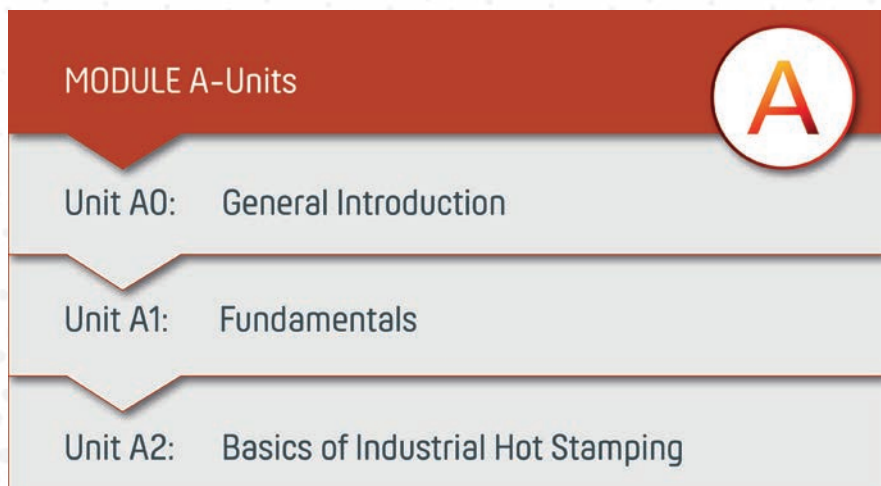 MODULE A-Units
A
Unit A0: General Introduction
Unit A1: Fundamentals
Unit A2: Basics of Industrial Hot Stamping